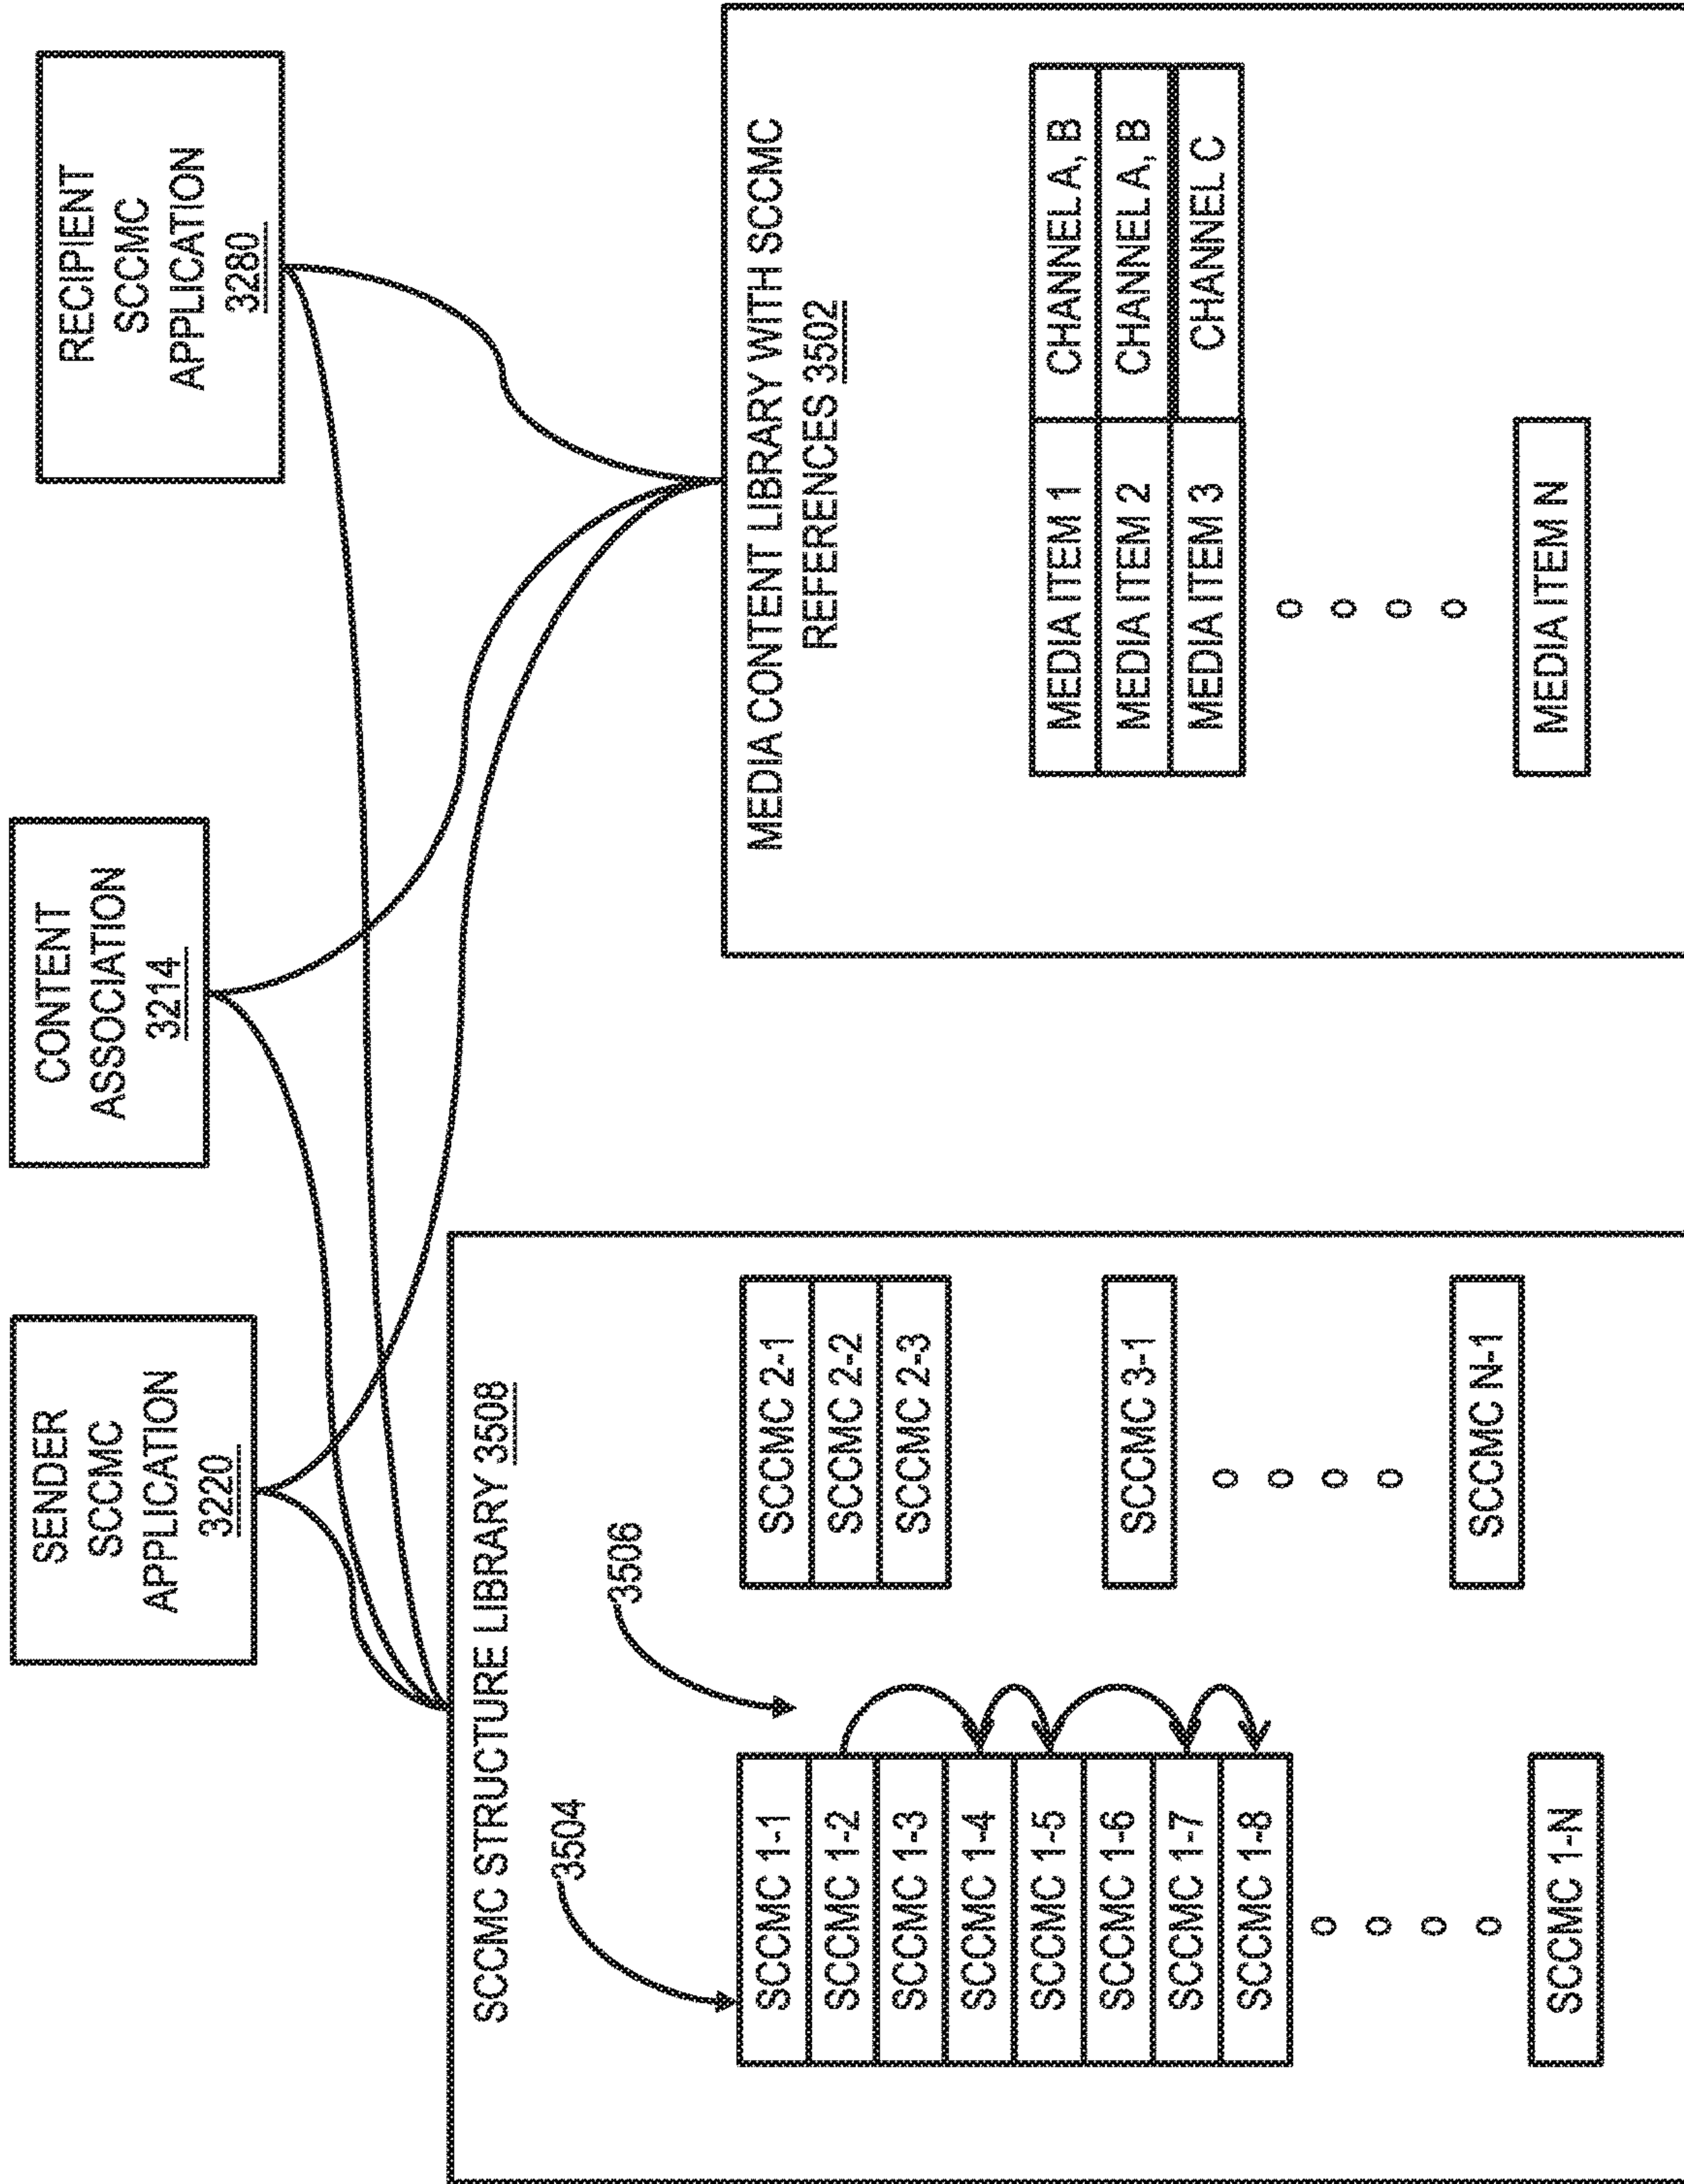 SENDER
SCCMC
APPLICATION
3220
CONTENT
ASSOCIATION
3214
RECIPIENT
SCCMC
APPLICATION
3280
SCCMC STRUCTURE LIBRARY 3508
3504
3506
SCCMC 1-1
SCCMC 1-2
SCCMC 1-3
SCCMC 1-4
SCCMC 1-5
SCCMC 1-6
SCCMC 1-7
SCCMC 1-8
SCCMC 1-N
SCCMC 2-1
SCCMC 2-2
SCCMC 2-3
SCCMC 3-1
SCCMC N-1
MEDIA CONTENT LIBRARY WITH SCCMC
REFERENCES 3502
MEDIA ITEM 1 CHANNEL A, B
MEDIA ITEM 2 CHANNEL A, B
MEDIA ITEM 3 CHANNEL C
MEDIA ITEM N